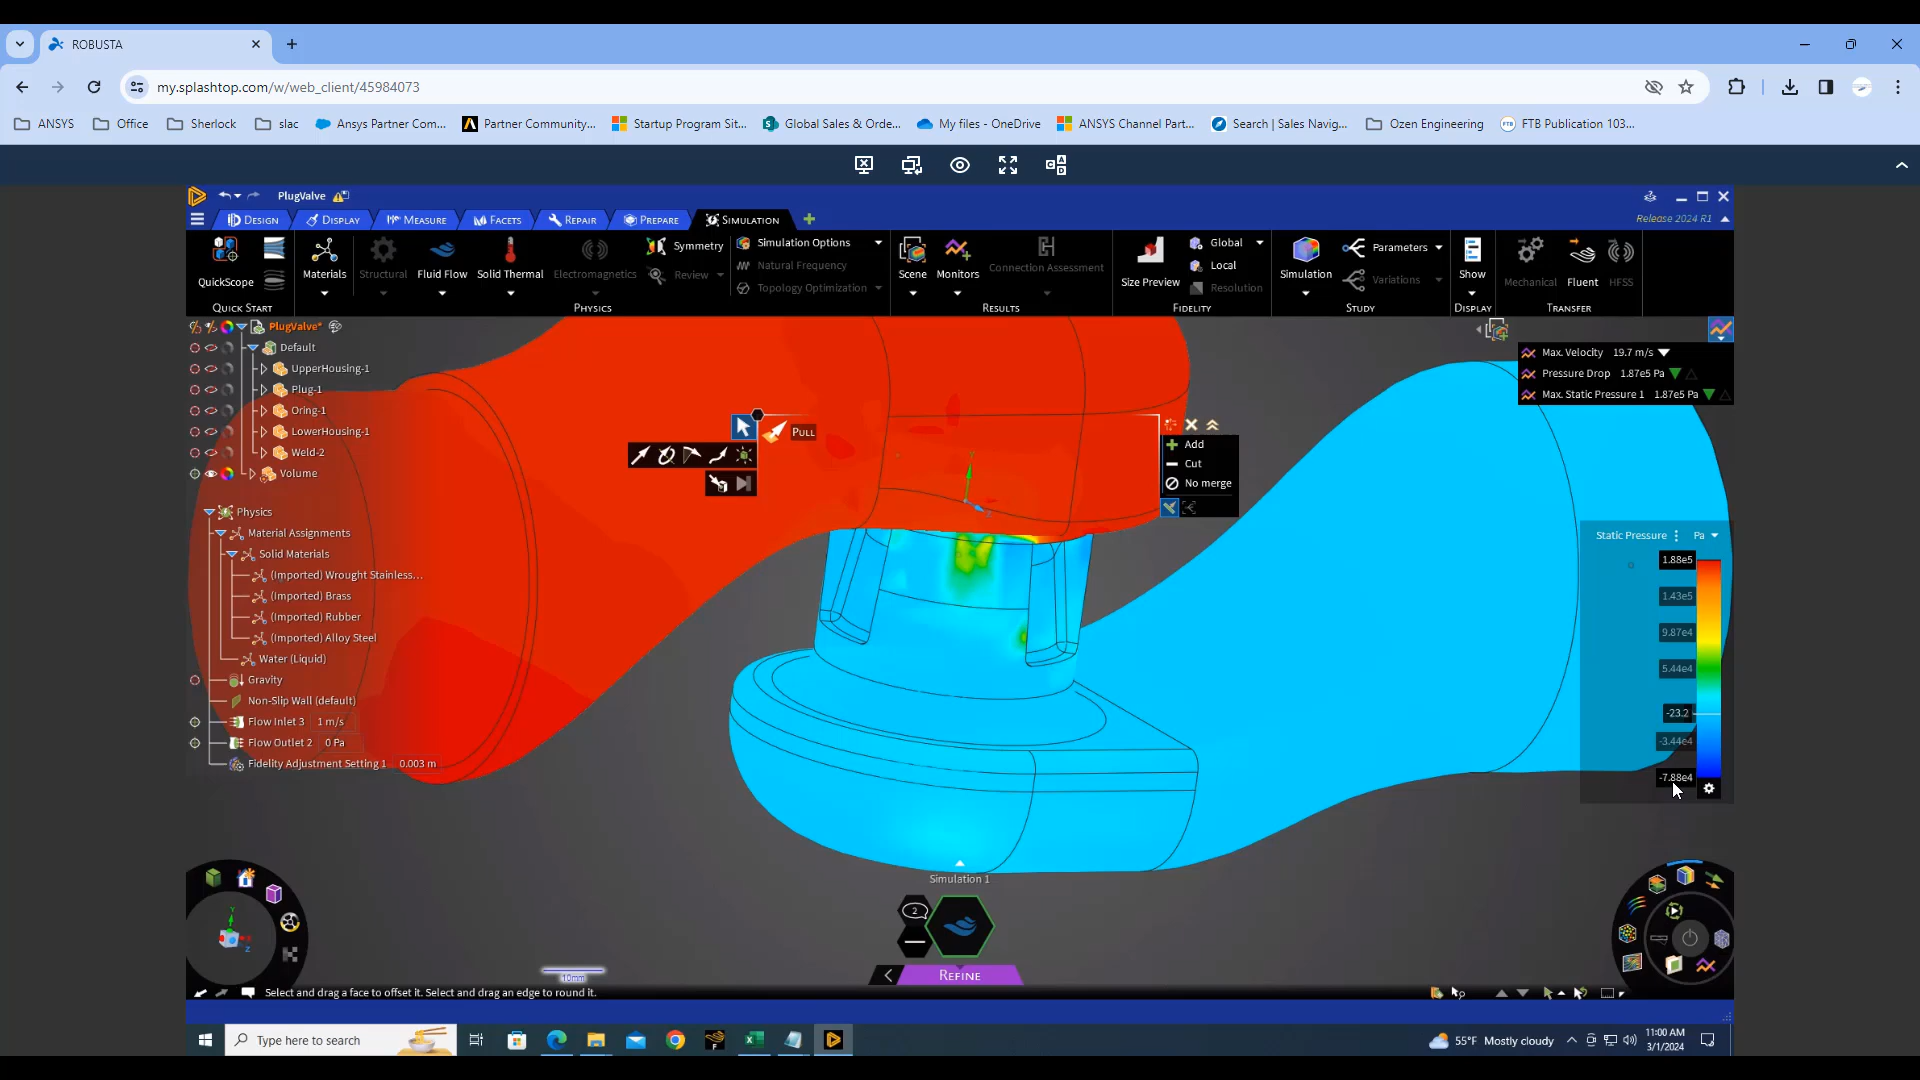 ROBUSTA
my.splashtop.com/w/web_client/45984073
ANSYS Office Sherlock slac Ansys Partner Com... Partner Community... Startup Program Sit... Global Sales & Orde... My files - OneDrive ANSYS Channel Part... Search | Sales Navig... Ozen Engineering FTB Publication 103...
PlugValve
DESIGN DISPLAY MEASURE FACETS REPAIR PREPARE SIMULATION
Release 2024 R1
QuickScope Materials Structural Fluid Flow Solid Thermal Electromagnetics
Symmetry
Review
Simulation Options
Natural Frequency
Topology Optimization
Scene Monitors Connection Assessment
Size Preview
Global
Local
Resolution
Simulation
Parameters
Variations
Show
Mechanical Fluent HFSS
QUICK START PHYSICS RESULTS FIDELITY STUDY DISPLAY TRANSFER
PlugValve*
Default
UpperHousing-1
Plug-1
Oring-1
LowerHousing-1
Weld-2
Volume
Physics
Material Assignments
Solid Materials
(Imported) Wrought Stainless...
(Imported) Brass
(Imported) Rubber
(Imported) Alloy Steel
Water (Liquid)
Gravity
Non-Slip Wall (default)
Flow Inlet 3 1 m/s
Flow Outlet 2 0 Pa
Fidelity Adjustment Setting 1 0.003 m
PULL
Add
Cut
No merge
Max. Velocity 19.7 m/s
Pressure Drop 1.87e5 Pa
Max. Static Pressure 1 1.87e5 Pa
Static Pressure Pa
1.88e5
1.43e5
9.87e4
5.44e4
-23.2
-3.44e4
-7.88e4
Simulation 1
2
REFINE
10mm
Select and drag a face to offset it. Select and drag an edge to round it.
Type here to search
55°F Mostly cloudy
11:00 AM
3/1/2024